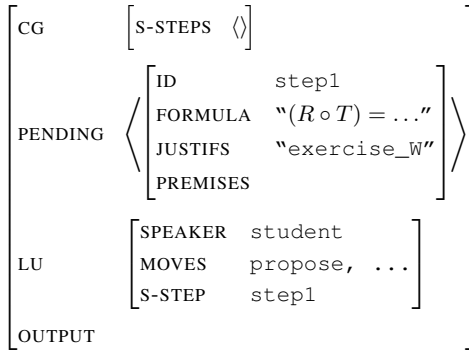 CG [S-STEPS ⟨⟩]
ID step1
FORMULA “(R ∘ T) = …”
PENDING ⟨ JUSTIFS “exercise_W” ⟩
PREMISES
SPEAKER student
LU MOVES propose, ...
S-STEP step1
OUTPUT